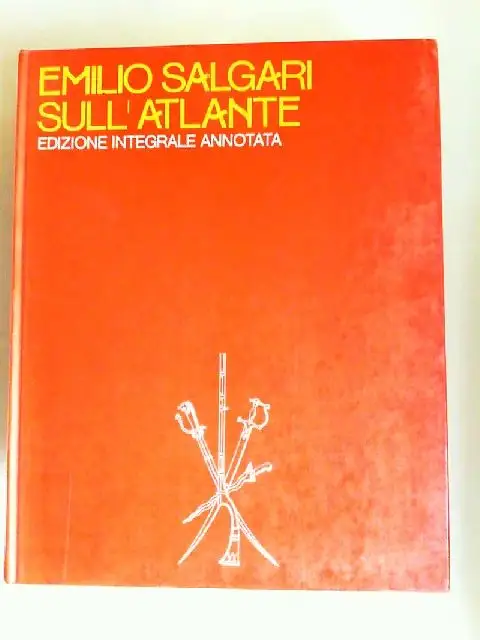 EMILIO SALGARI
SULL'ATLANTE
EDIZIONE INTEGRALE ANNOTATA